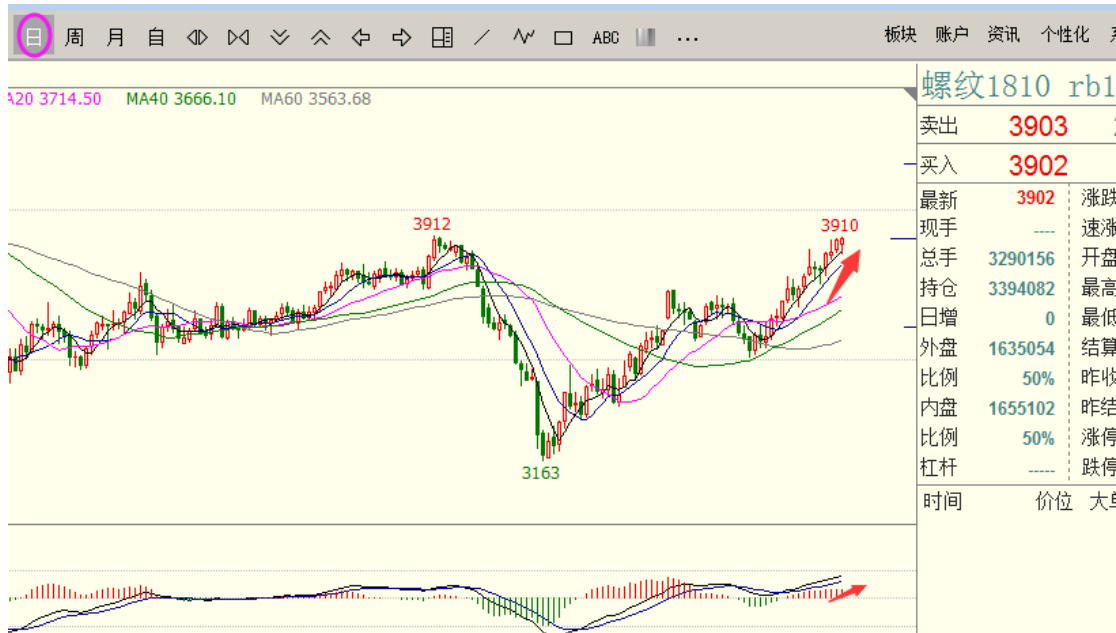 日 周 月 自 ABC ... 板块 账户 资讯 个性化
A20 3714.50 MA40 3666.10 MA60 3563.68
螺纹1810 rb1
卖出 3903
买入 3902
最新 3902 涨跌
现手 ---- 速涨
总手 3290156 开盘
持仓 3394082 最高
日增 0 最低
外盘 1635054 结算
比例 50% 昨收
内盘 1655102 昨结
比例 50% 涨停
杠杆 ----- 跌停
时间 价位 大单
3912
3910
3163